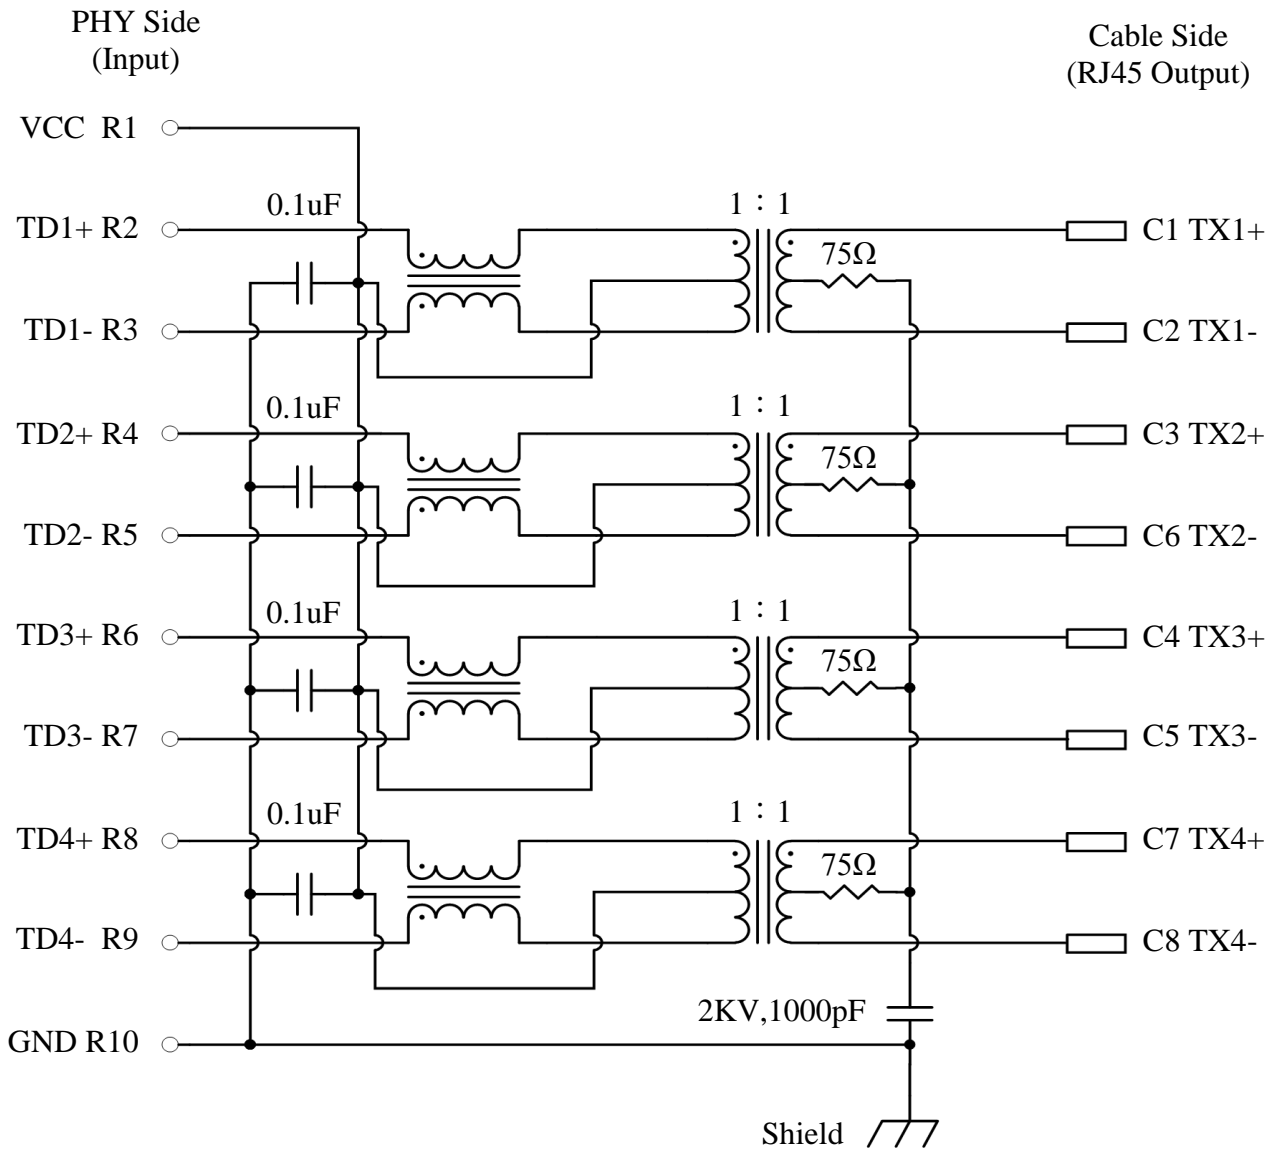 PHY Side
(Input)
Cable Side
(RJ45 Output)
VCC R1
0.1uF
1 : 1
TD1+ R2
C1 TX1+
75Ω
TD1- R3
C2 TX1-
0.1uF
1 : 1
TD2+ R4
C3 TX2+
75Ω
TD2- R5
C6 TX2-
0.1uF
1 : 1
TD3+ R6
C4 TX3+
75Ω
TD3- R7
C5 TX3-
0.1uF
1 : 1
TD4+ R8
C7 TX4+
75Ω
TD4- R9
C8 TX4-
2KV,1000pF
GND R10
Shield